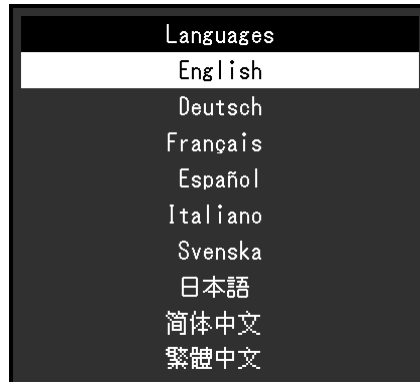 Languages
English
Deutsch
Français
Español
Italiano
Svenska
日本語
简体中文
繁體中文